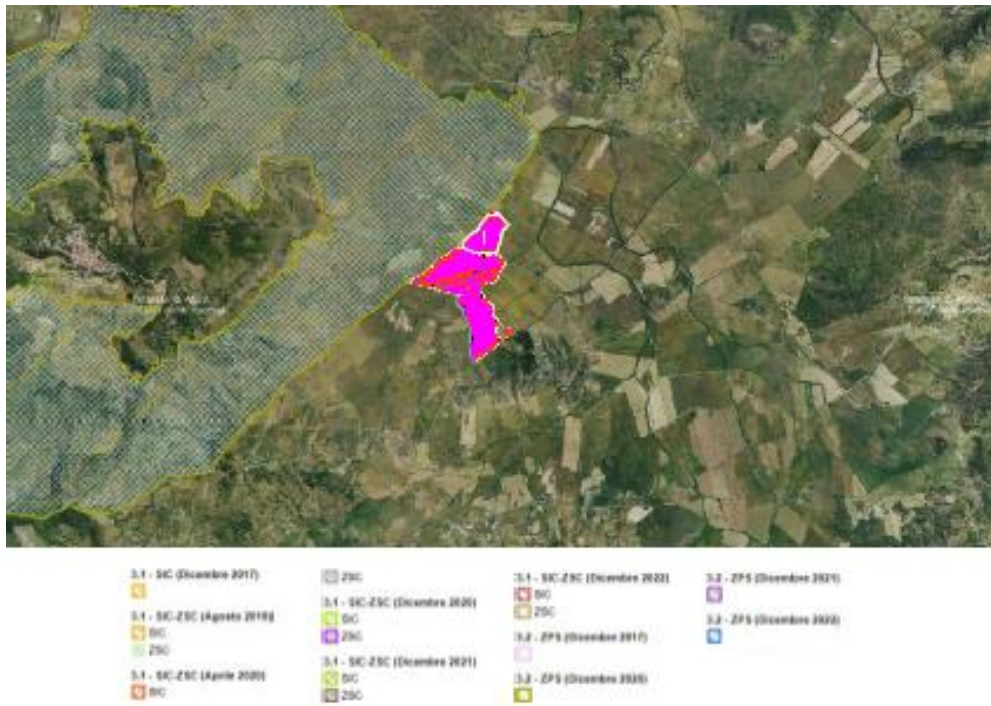 3.1 - SIC (Dicembre 2017)
3.1 - SIC-ZSC (Agosto 2019)
SIC
ZSC
3.1 - SIC-ZSC (Aprile 2020)
SIC
ZSC
3.1 - SIC-ZSC (Dicembre 2020)
SIC
ZSC
3.1 - SIC-ZSC (Dicembre 2021)
SIC
ZSC
3.1 - SIC-ZSC (Dicembre 2022)
SIC
ZSC
3.2 - ZPS (Dicembre 2017)
3.2 - ZPS (Dicembre 2020)
3.2 - ZPS (Dicembre 2021)
3.2 - ZPS (Dicembre 2022)